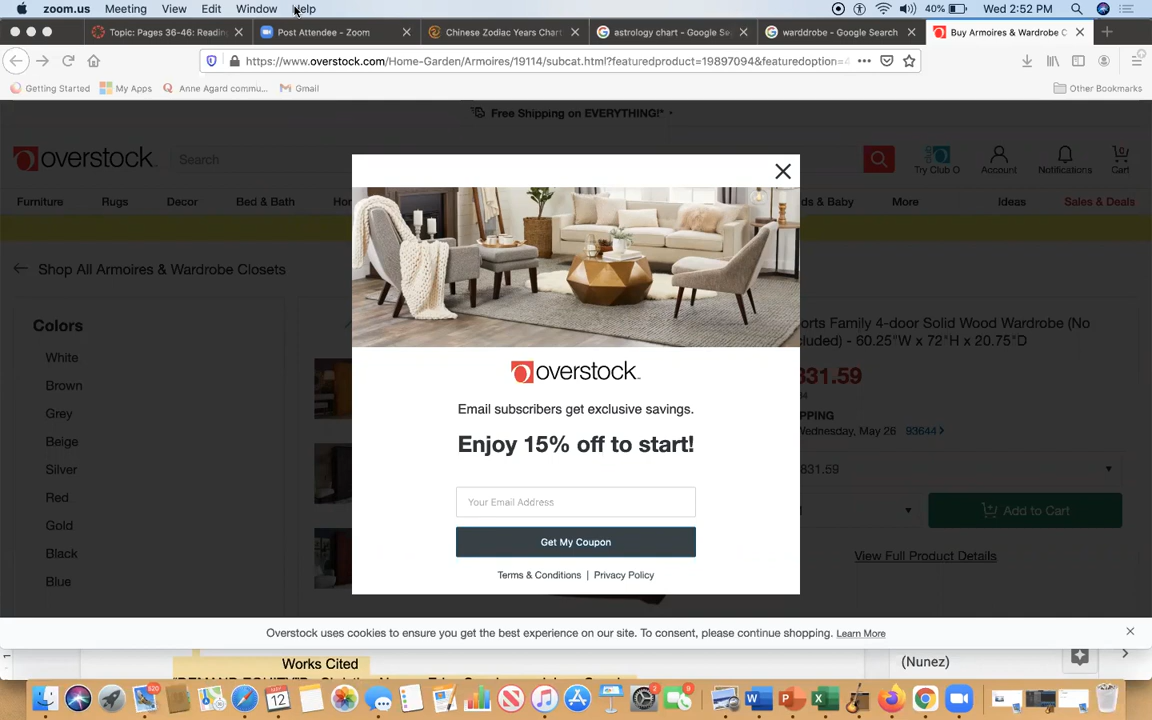 zoom.us Meeting View Edit Window Help 40% Wed 2:52 PM
Topic: Pages 36-46: Readin Post Attendee - Zoom Chinese Zodiac Years Chart astrology chart - Google Se warddrobe - Google Search Buy Armoires & Wardrobe C
https://www.overstock.com/Home-Garden/Armoires/19114/subcat.html?featuredproduct=19897094&featuredoption=4
Getting Started My Apps Anne Agard commu... Gmail Other Bookmarks
Free Shipping on EVERYTHING!*
overstock Search Try Club O Account Notifications Cart
Furniture Rugs Decor Bed & Bath Ho ds & Baby More Ideas Sales & Deals
Shop All Armoires & Wardrobe Closets
Colors
White
Brown
Grey
Beige
Silver
Red
Gold
Black
Blue
orts Family 4-door Solid Wood Wardrobe (No
cluded) - 60.25"W x 72"H x 20.75"D
831.59
PPING
Wednesday, May 26 93644
831.59
Add to Cart
View Full Product Details
overstock
Email subscribers get exclusive savings.
Enjoy 15% off to start!
Your Email Address
Get My Coupon
Terms & Conditions | Privacy Policy
Overstock uses cookies to ensure you get the best experience on our site. To consent, please continue shopping. Learn More
Works Cited
(Nunez)